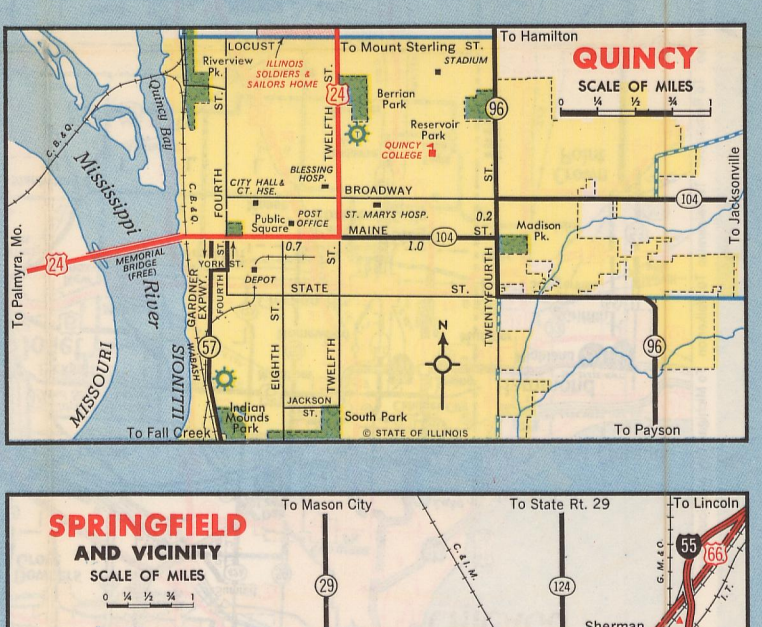 To Hamilton
QUINCY
SCALE OF MILES
0 ¼ ½ ¾ 1
LOCUST ST.
To Mount Sterling
STADIUM
Riverview
Pk.
ILLINOIS
SOLDIERS &
SAILORS HOME
24
Berrian
Park
96
Reservoir
Park
QUINCY
COLLEGE
Quincy Bay
C. B. & Q.
Mississippi
River
C. B. & Q.
FOURTH
ST.
TWELFTH
ST.
BLESSING
HOSP.
CITY HALL &
CT. HSE.
BROADWAY
ST.
Public
Square
POST
OFFICE
ST. MARYS HOSP.
0.2
MAINE
ST.
0.7
1.0
104
104
To Jacksonville
Madison
Pk.
To Palmyra, Mo.
24
MEMORIAL
BRIDGE
(FREE)
YORK ST.
DEPOT
GARDNER
EXPWY.
FOURTH
ST.
STATE
ST.
TWENTYFOURTH
57
WABASH
EIGHTH
ST.
TWELFTH
ST.
N
96
MISSOURI
ILLINOIS
Indian
Mounds
Park
JACKSON
ST.
South Park
To Fall Creek
© STATE OF ILLINOIS
To Payson
SPRINGFIELD
AND VICINITY
SCALE OF MILES
0 ¼ ½ ¾ 1
To Mason City
29
C. & I. M.
To State Rt. 29
124
To Lincoln
G. M. & O.
55
66
I. T.
Sherman